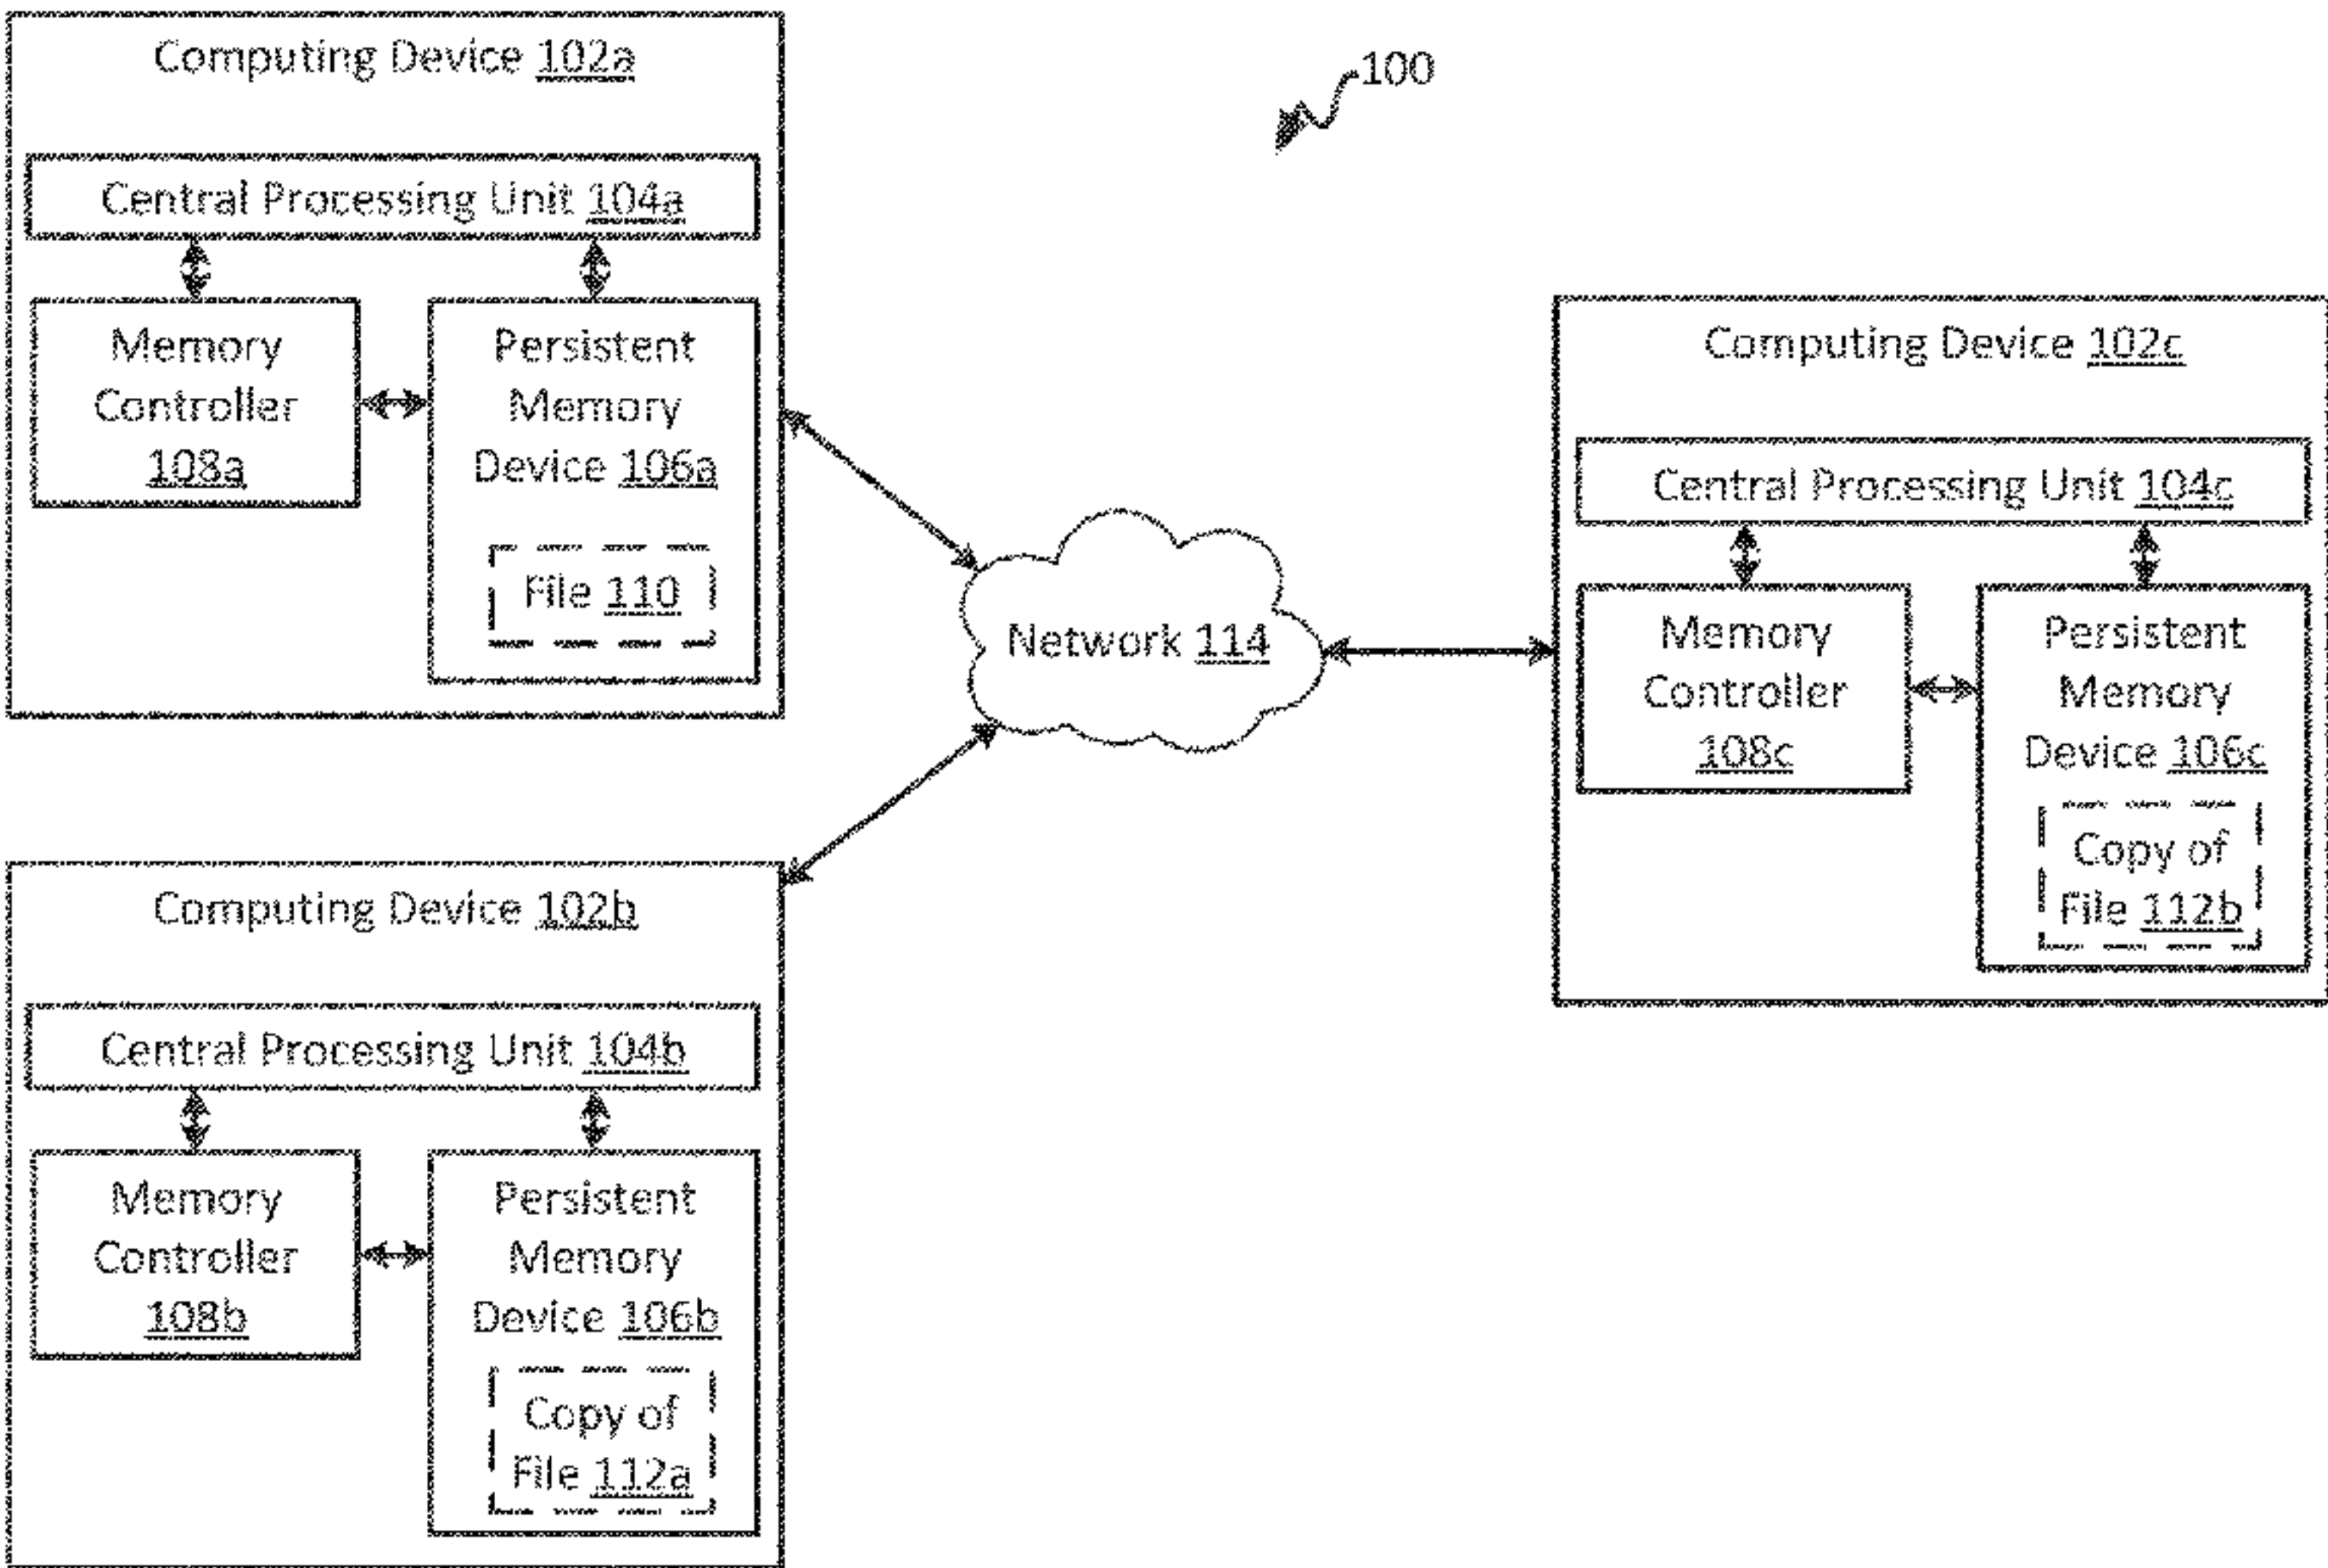 Computing Device 102a
Central Processing Unit 104a
Memory
Controller
108a
Persistent
Memory
Device 106a
File 110
100
Network 114
Computing Device 102c
Central Processing Unit 104c
Memory
Controller
108c
Persistent
Memory
Device 106c
Copy of
File 112b
Computing Device 102b
Central Processing Unit 104b
Memory
Controller
108b
Persistent
Memory
Device 106b
Copy of
File 112a